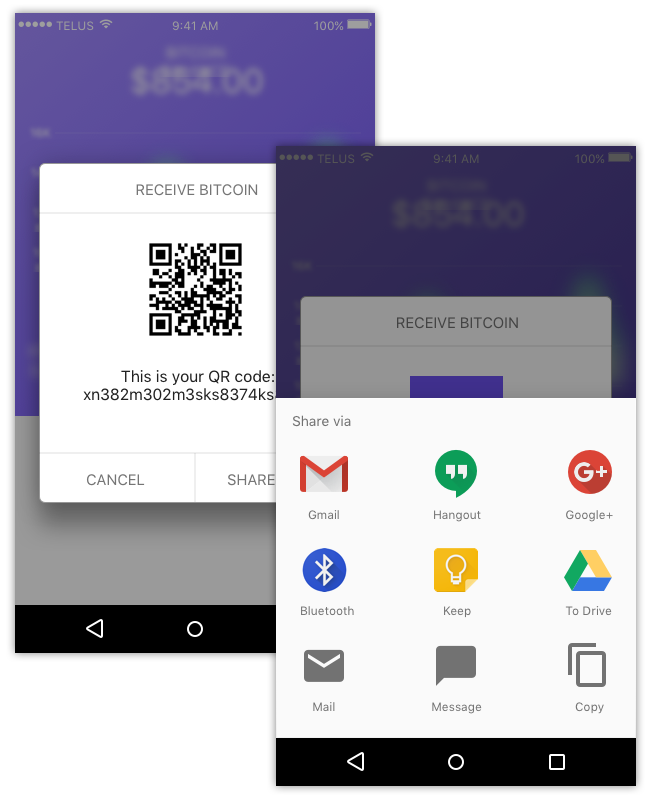 TELUS 9:41 AM 100%
BITCOIN
$854.00
RECEIVE BITCOIN
This is your QR code:
xn382m302m3sks8374ks
CANCEL
SHARE
TELUS 9:41 AM 100%
BITCOIN
$854.00
RECEIVE BITCOIN
Share via
Gmail
Hangout
Google+
Bluetooth
Keep
To Drive
Mail
Message
Copy